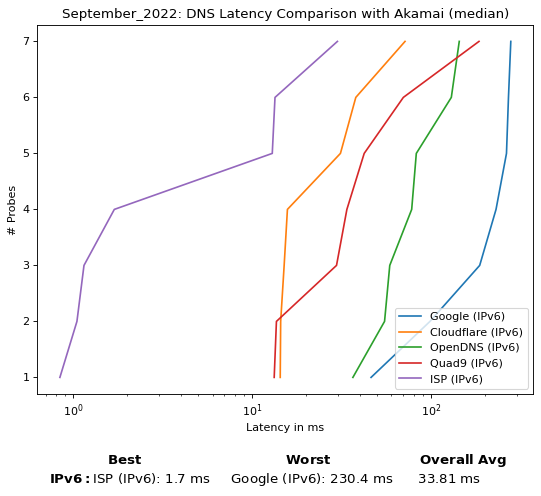 September_2022: DNS Latency Comparison with Akamai (median)
7
6
5
4
3
2
1
# Probes
Google (IPv6)
Cloudflare (IPv6)
OpenDNS (IPv6)
Quad9 (IPv6)
ISP (IPv6)
10⁰ 10¹ 10²
Latency in ms
Best Worst Overall Avg
IPv6: ISP (IPv6): 1.7 ms Google (IPv6): 230.4 ms 33.81 ms